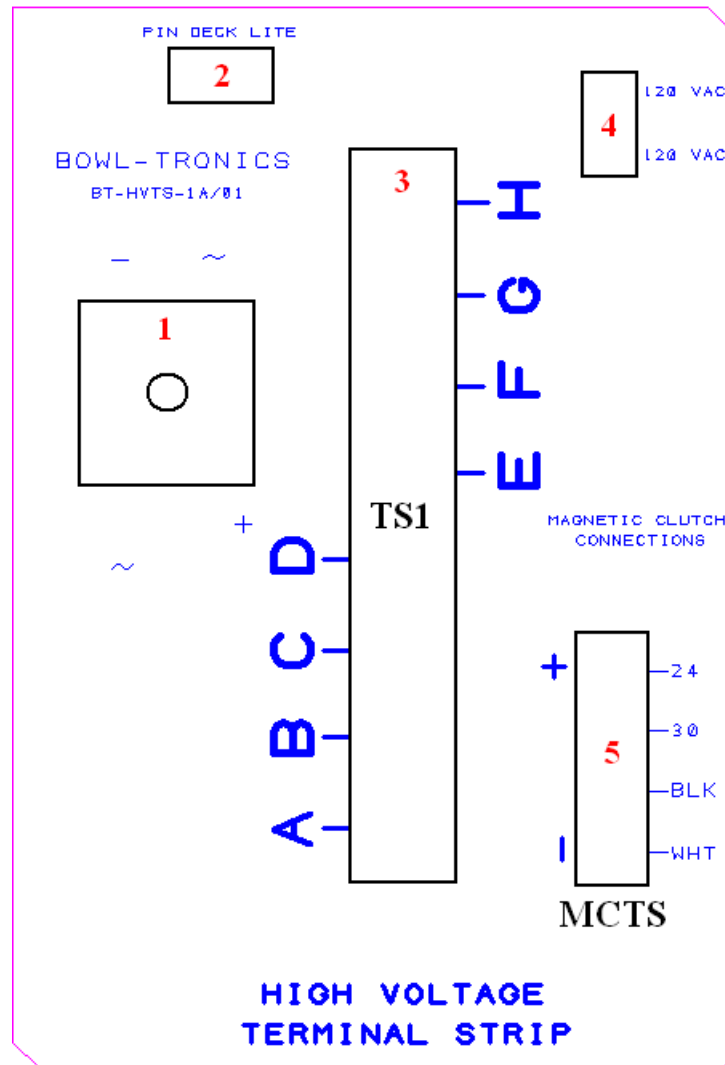 PIN DECK LITE
2
4
120 VAC
120 VAC
BOWL-TRONICS
BT-HVTS-1A/01
3
H
G
F
E
- ~
1
+
~
TS1
D
C
B
A
MAGNETIC CLUTCH
CONNECTIONS
+
-
5
24
30
BLK
WHT
MCTS
HIGH VOLTAGE
TERMINAL STRIP